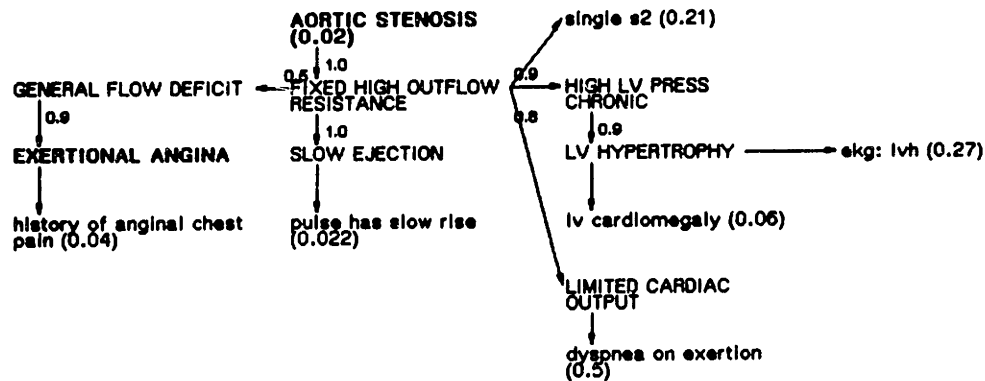 AORTIC STENOSIS
(0.02)
single s2 (0.21)
1.0
GENERAL FLOW DEFICIT
0.5
FIXED HIGH OUTFLOW
RESISTANCE
0.9
HIGH LV PRESS
CHRONIC
0.9
1.0
0.8
0.9
EXERTIONAL ANGINA
SLOW EJECTION
LV HYPERTROPHY
ekg: lvh (0.27)
history of anginal chest
pain (0.04)
pulse has slow rise
(0.022)
lv cardiomegaly (0.06)
LIMITED CARDIAC
OUTPUT
dyspnea on exertion
(0.5)